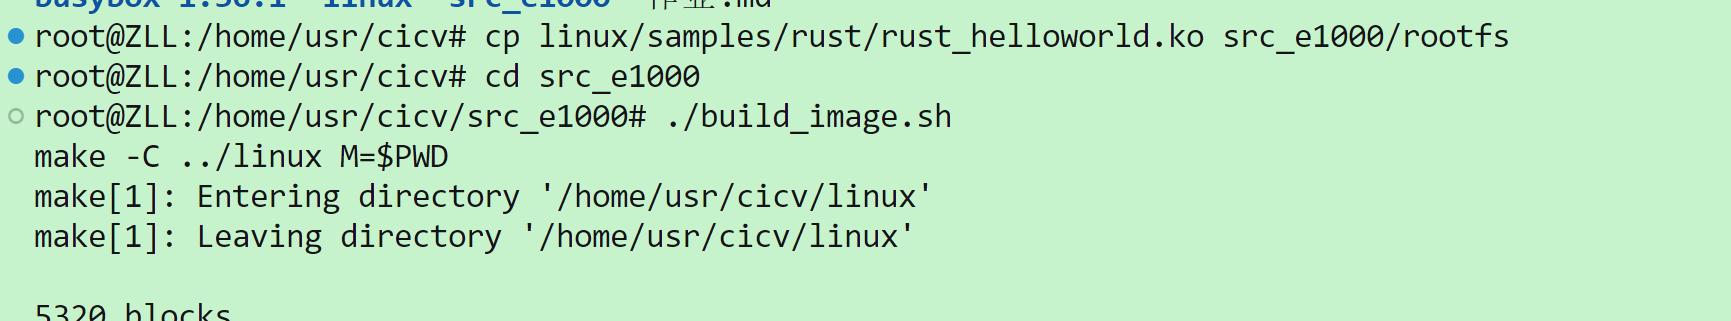 busybox-1.36.1 linux src_e1000 作业.md
root@ZLL:/home/usr/cicv# cp linux/samples/rust/rust_helloworld.ko src_e1000/rootfs
root@ZLL:/home/usr/cicv# cd src_e1000
root@ZLL:/home/usr/cicv/src_e1000# ./build_image.sh
make -C ../linux M=$PWD
make[1]: Entering directory '/home/usr/cicv/linux'
make[1]: Leaving directory '/home/usr/cicv/linux'
5320 blocks